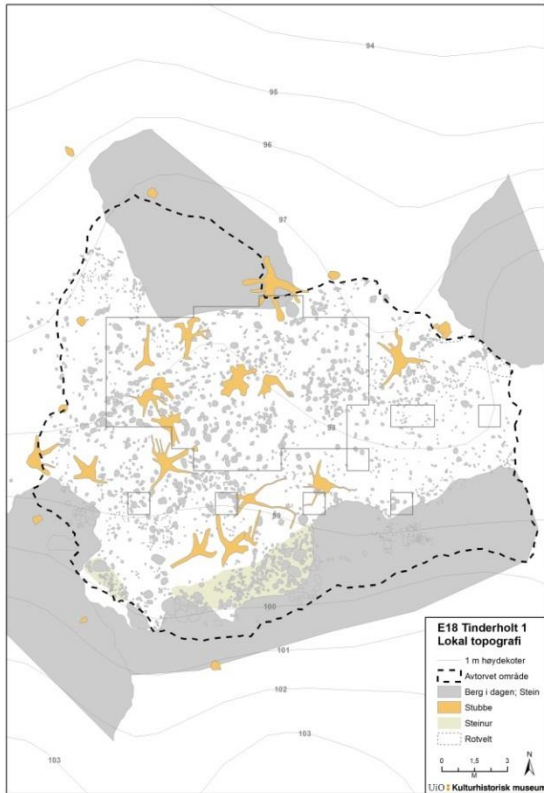 94
95
96
97
98
99
100
101
102
103
103
E18 Tinderholt 1
Lokal topografi
1 m høydekoter
Avtorvet område
Berg i dagen; Stein
Stubbe
Steinur
Rotvelt
0 1,5 3
M
N
UiO Kulturhistorisk museum